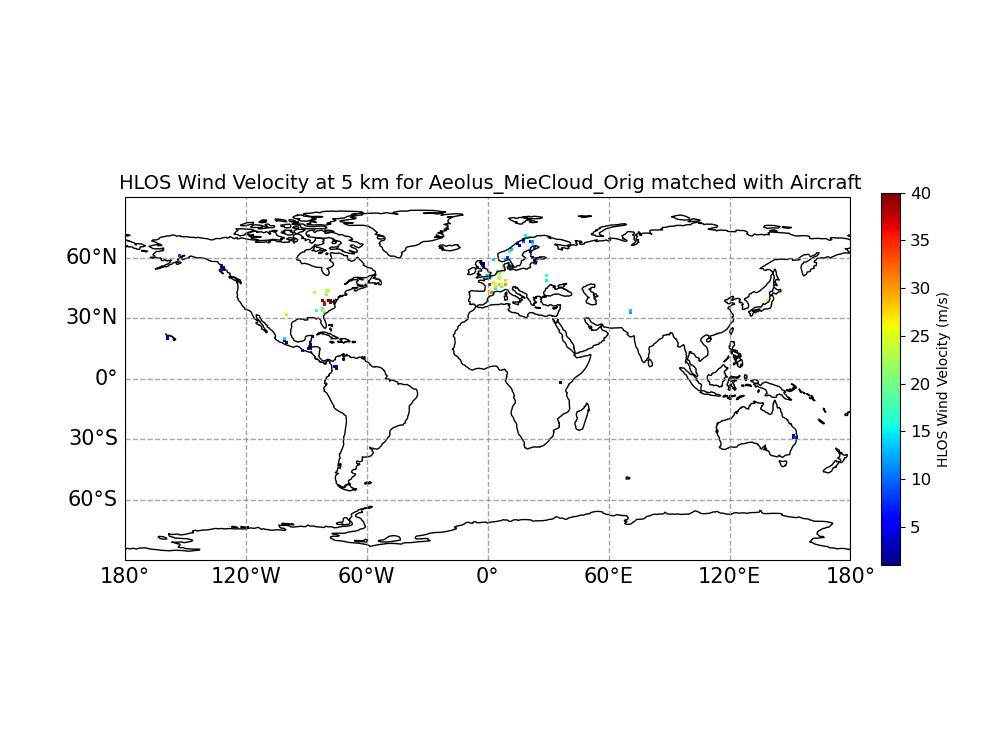 HLOS Wind Velocity at 5 km for Aeolus_MieCloud_Orig matched with Aircraft
60°N
30°N
0°
30°S
60°S
180°
120°W
60°W
0°
60°E
120°E
180°
40
35
30
25
20
15
10
5
HLOS Wind Velocity (m/s)